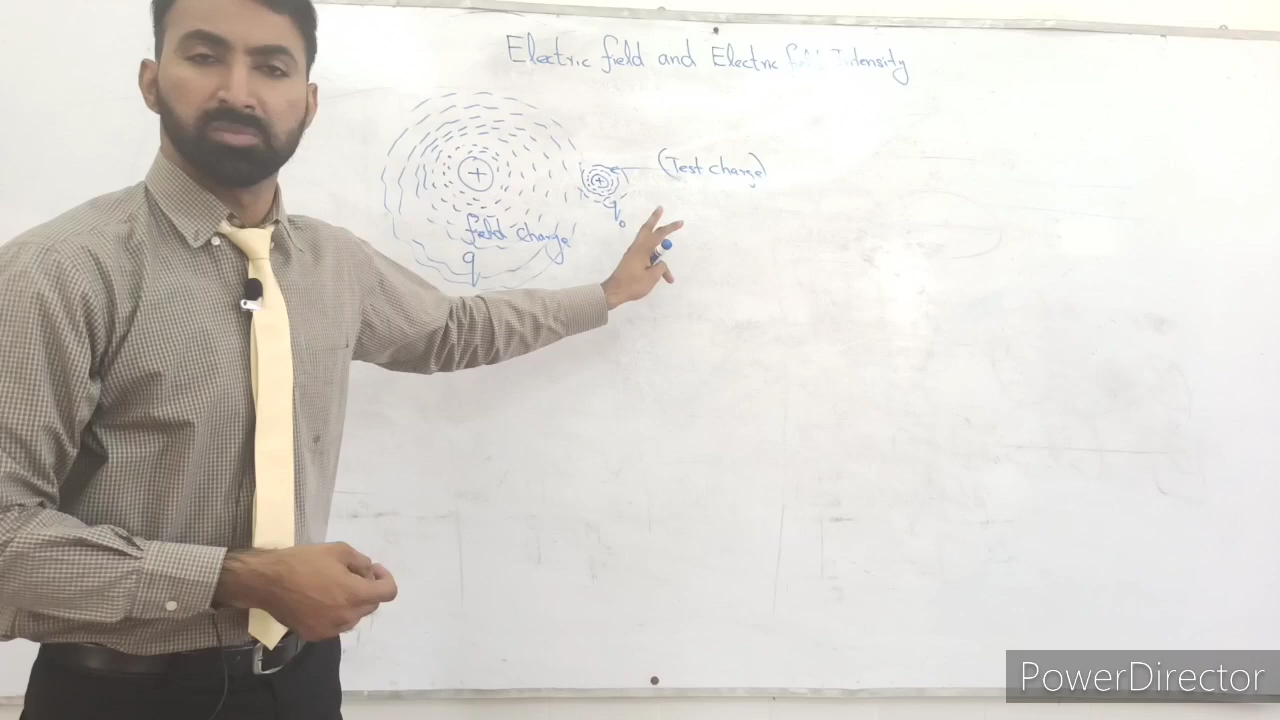 Electric field and Electric field Intensity
+
+
(Test charge)
q₀
field charge
q
PowerDirector